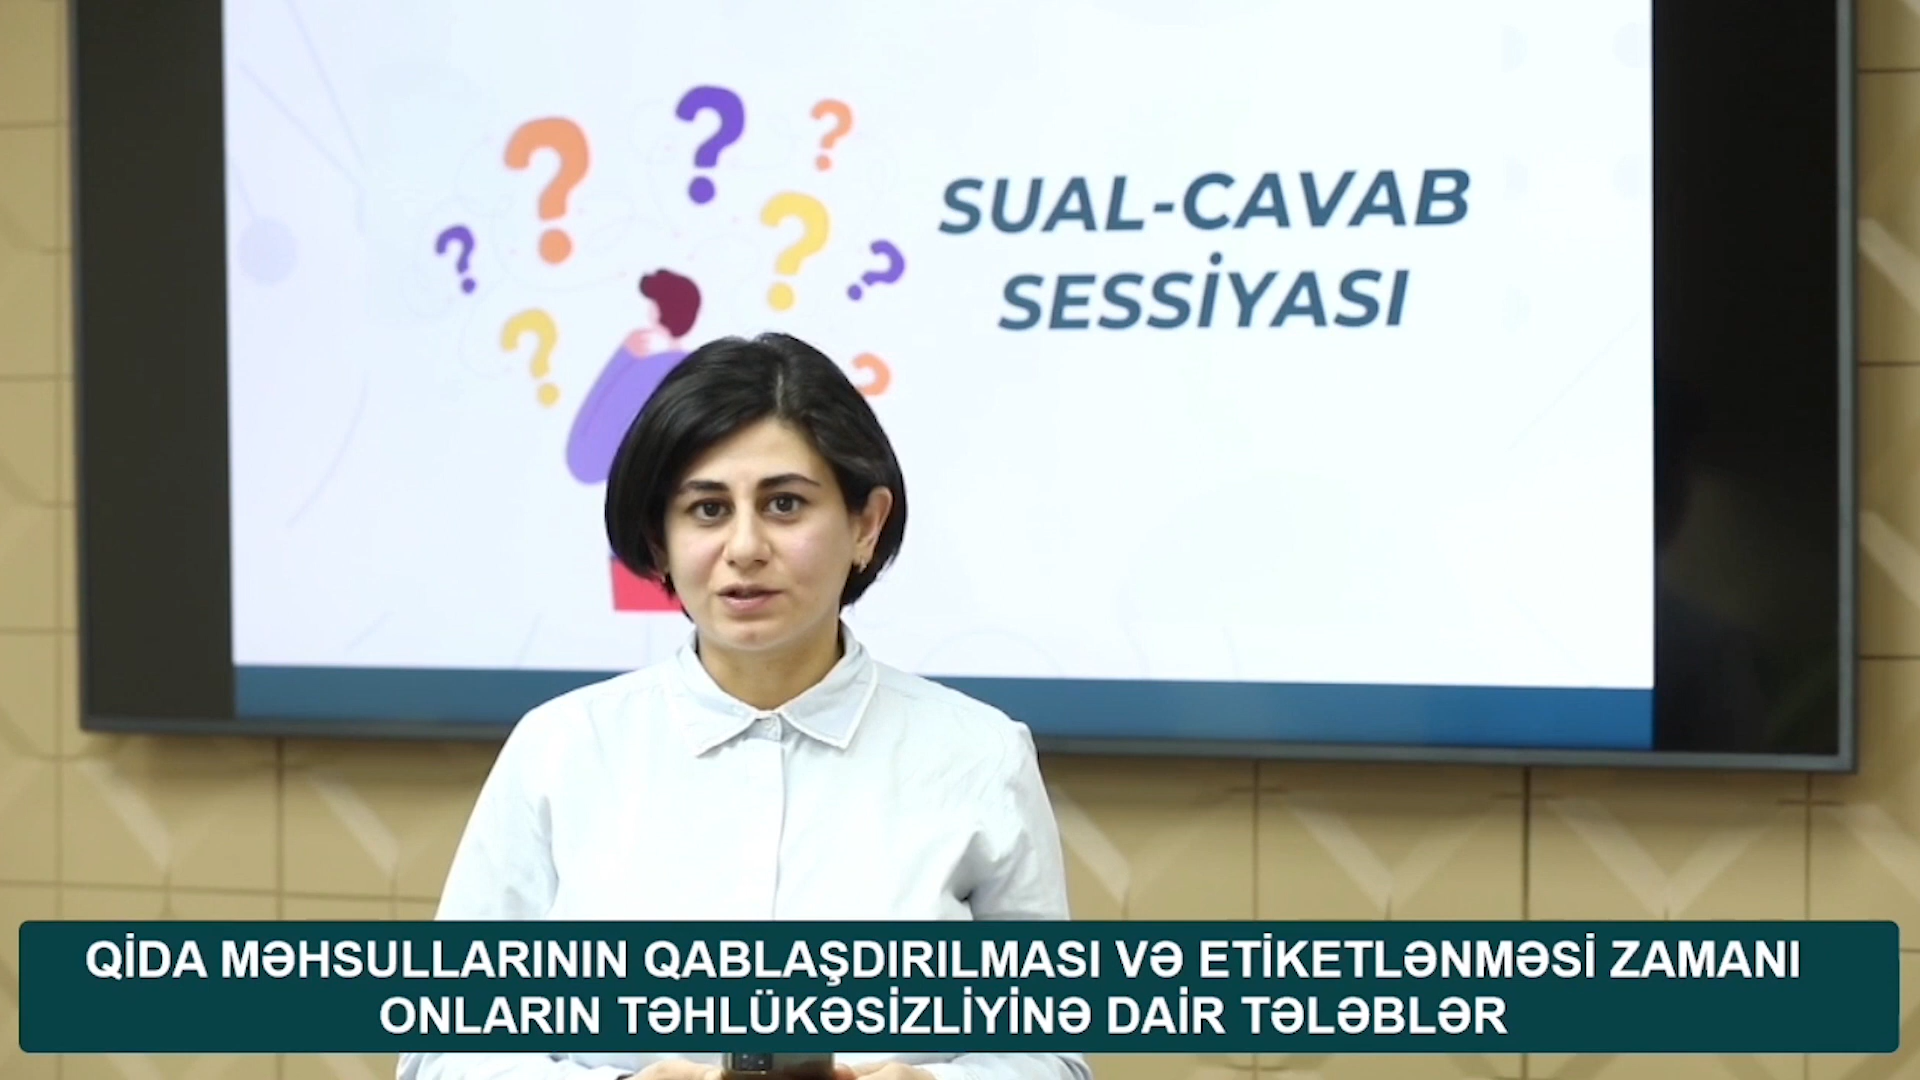 SUAL-CAVAB
SESSİYASI
QİDA MƏHSULLARININ QABLAŞDIRILMASI VƏ ETİKETLƏNMƏSİ ZAMANI
ONLARIN TƏHLÜKƏSİZLİYİNƏ DAİR TƏLƏBLƏR